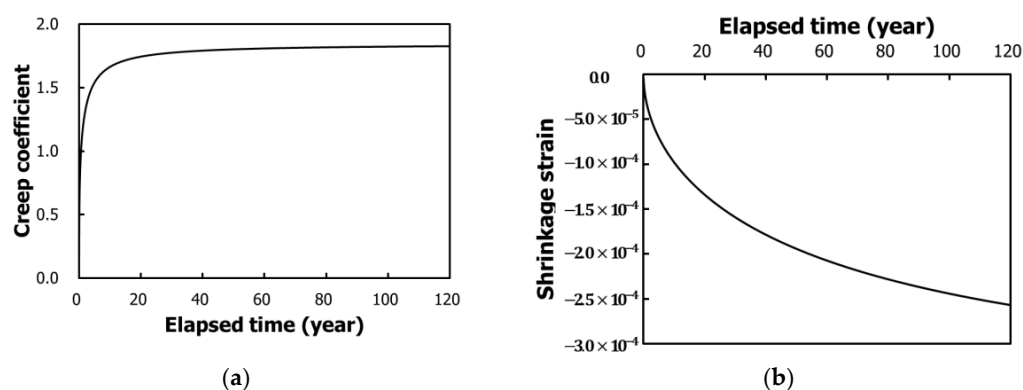 2.0
1.5
1.0
0.5
0.0
Creep coefficient
0 20 40 60 80 100 120
Elapsed time (year)
(a)
Elapsed time (year)
0 20 40 60 80 100 120
0.0
−5.0 × 10⁻⁵
−1.0 × 10⁻⁴
−1.5 × 10⁻⁴
−2.0 × 10⁻⁴
−2.5 × 10⁻⁴
−3.0 × 10⁻⁴
Shrinkage strain
(b)